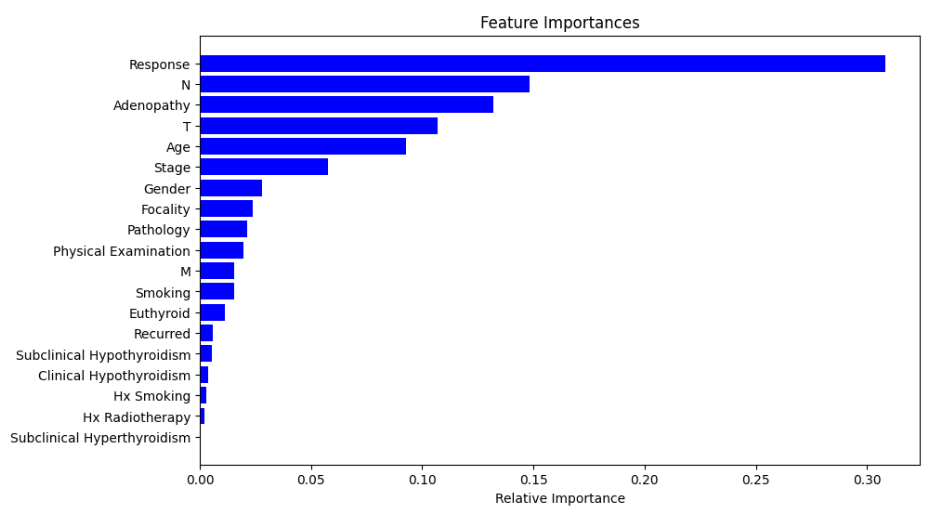 Feature Importances
Response
N
Adenopathy
T
Age
Stage
Gender
Focality
Pathology
Physical Examination
M
Smoking
Euthyroid
Recurred
Subclinical Hypothyroidism
Clinical Hypothyroidism
Hx Smoking
Hx Radiotherapy
Subclinical Hyperthyroidism
0.00 0.05 0.10 0.15 0.20 0.25 0.30
Relative Importance